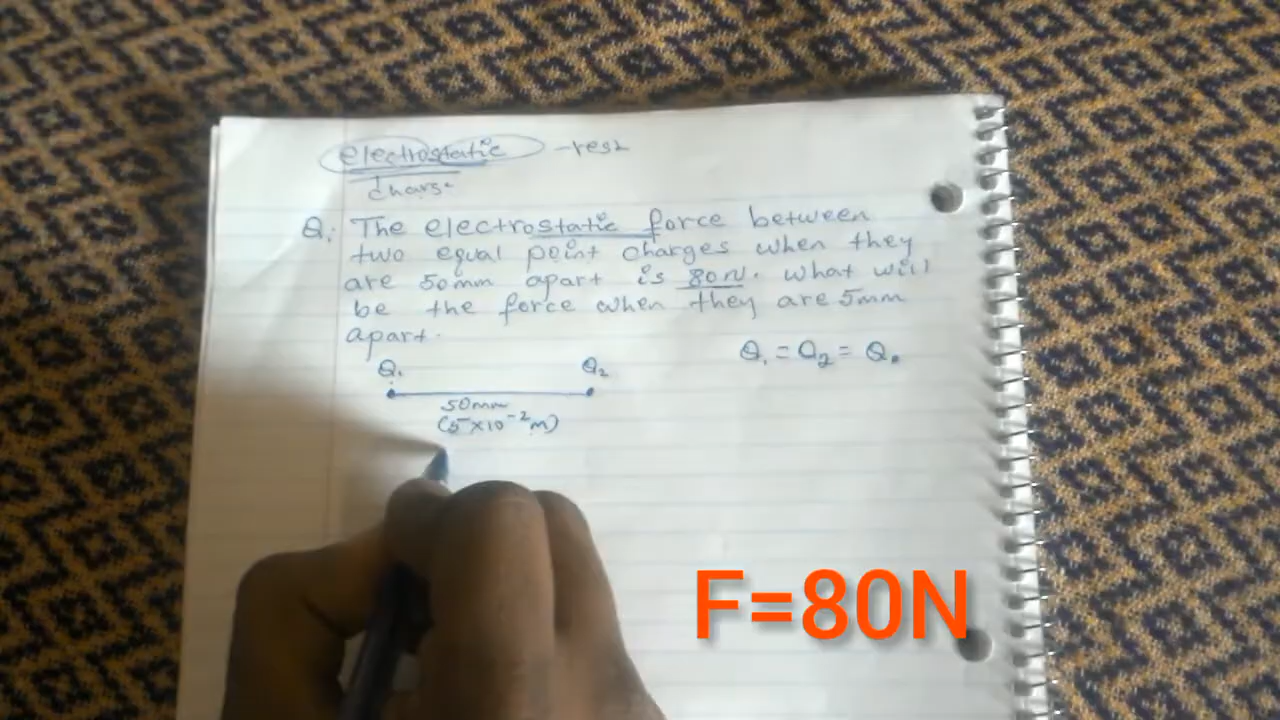 electrostatic -rest
charge
Q. The electrostatic force between
two equal point charges when they
are 50mm apart is 80N. what will
be the force when they are 5mm
apart.
Q₁ = Q₂ = Q.
Q₁ Q₂
50mm
(5×10⁻²m)
F=80N